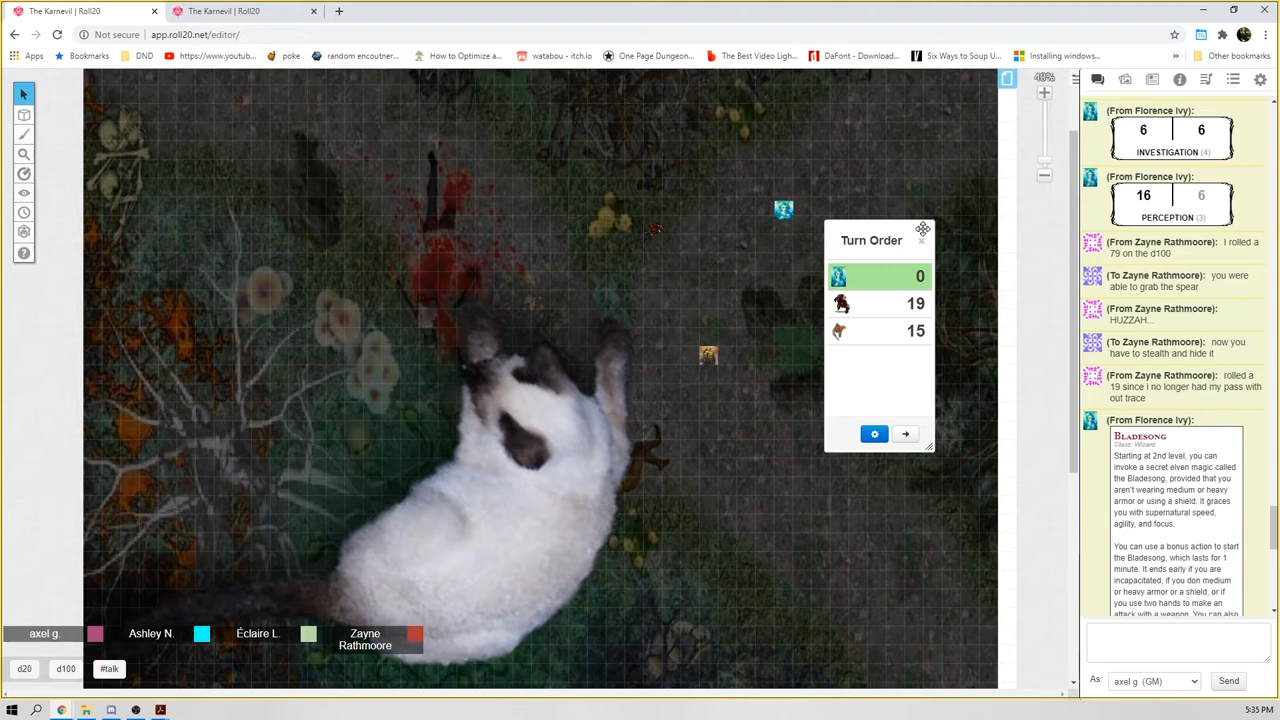 The Karnevil | Roll20
The Karnevil | Roll20
Not secure | app.roll20.net/editor/
Apps Bookmarks DND https://www.youtub... poke random encoutner... How to Optimize a... watabou - itch.io One Page Dungeon... The Best Video Ligh... DaFont - Download... Six Ways to Soup U... Installing windows... » Other bookmarks
40%
(From Florence Ivy):
6 6
INVESTIGATION (4)
(From Florence Ivy):
16 6
PERCEPTION (3)
(From Zayne Rathmoore): I rolled a
79 on the d100
(To Zayne Rathmoore): you were
able to grab the spear
(From Zayne Rathmoore):
HUZZAH...
(To Zayne Rathmoore): now you
have to stealth and hide it
(From Zayne Rathmoore): rolled a
19 since i no longer had my pass with
out trace
(From Florence Ivy):
BLADESONG
Class: Wizard
Starting at 2nd level, you can
invoke a secret elven magic called
the Bladesong, provided that you
aren't wearing medium or heavy
armor or using a shield. It graces
you with supernatural speed,
agility, and focus.
You can use a bonus action to start
the Bladesong, which lasts for 1
minute. It ends early if you are
incapacitated, if you don medium
or heavy armor or a shield, or if
you use two hands to make an
attack with a weapon. You can also
Turn Order
0
19
15
axel g. Ashley N. Éclaire L. Zayne
Rathmoore
d20 d100 #talk
As: axel g. (GM) Send
5:35 PM